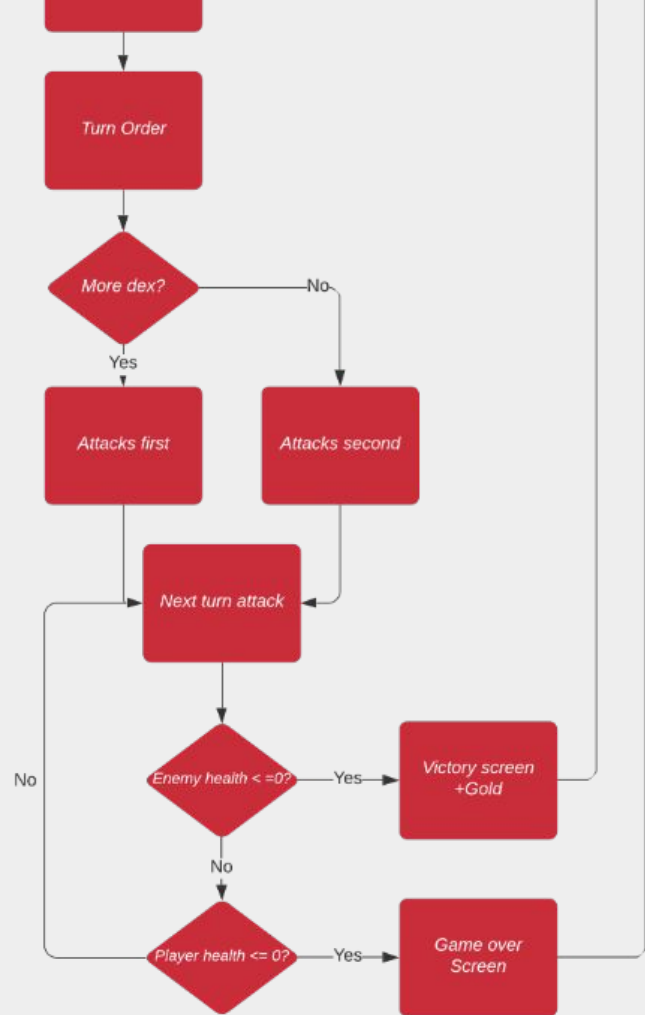 Turn Order
More dex?
No
Yes
Attacks first
Attacks second
Next turn attack
No
Enemy health < =0?
Yes
Victory screen
+Gold
No
Player health <= 0?
Yes
Game over
Screen